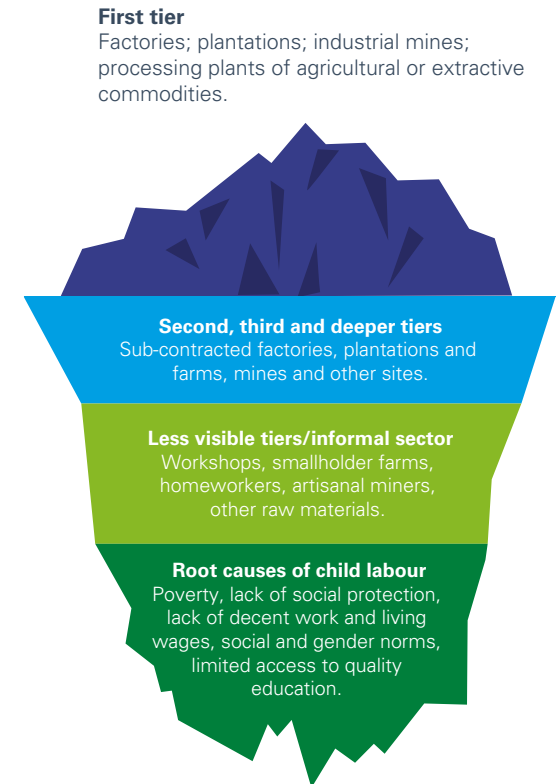 First tier
Factories; plantations; industrial mines;
processing plants of agricultural or extractive
commodities.
Second, third and deeper tiers
Sub-contracted factories, plantations and
farms, mines and other sites.
Less visible tiers/informal sector
Workshops, smallholder farms,
homeworkers, artisanal miners,
other raw materials.
Root causes of child labour
Poverty, lack of social protection,
lack of decent work and living
wages, social and gender norms,
limited access to quality
education.